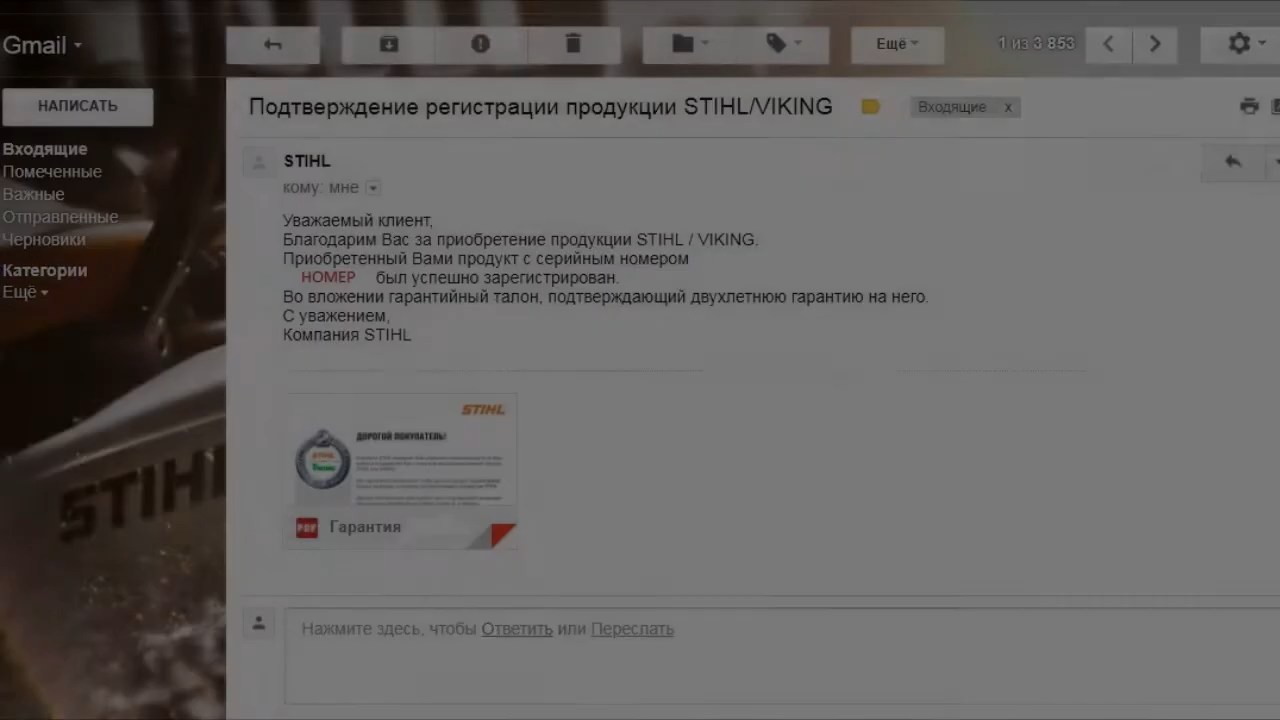 Gmail
Ещё
1 из 3 853
НАПИСАТЬ
Подтверждение регистрации продукции STIHL/VIKING
Входящие x
Входящие
Помеченные
Важные
Отправленные
Черновики
Категории
Ещё
STIHL
кому: мне
Уважаемый клиент,
Благодарим Вас за приобретение продукции STIHL / VIKING.
Приобретенный Вами продукт с серийным номером
НОМЕР был успешно зарегистрирован.
Во вложении гарантийный талон, подтверждающий двухлетнюю гарантию на него.
С уважением,
Компания STIHL
STIHL
ДОРОГОЙ ПОКУПАТЕЛЬ!
STIHL
PDF Гарантия
STIHL
Нажмите здесь, чтобы Ответить или Переслать